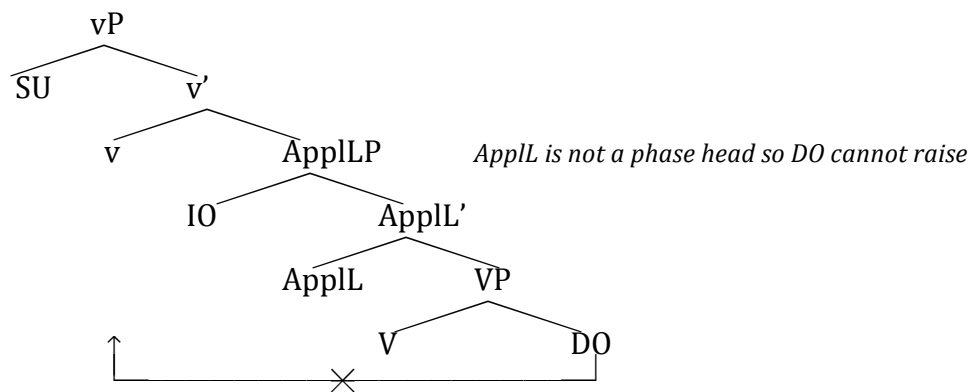 vP
SU v’
v ApplLP ApplL is not a phase head so DO cannot raise
IO ApplL’
ApplL VP
V DO